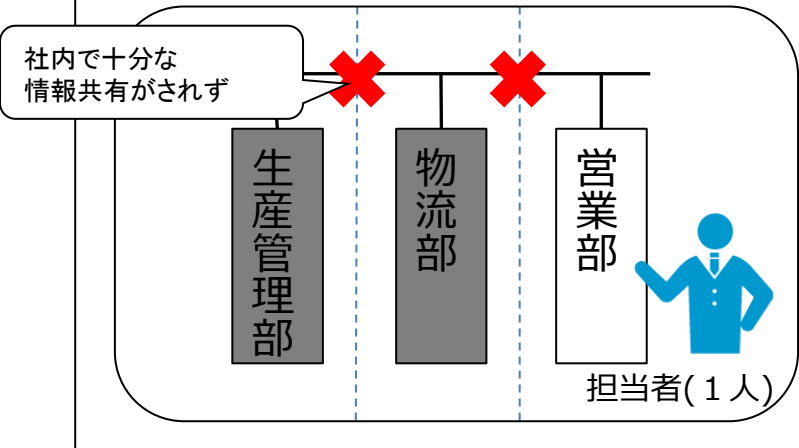 社内で十分な
情報共有がされず
生産管理部
物流部
営業部
担当者(１人)